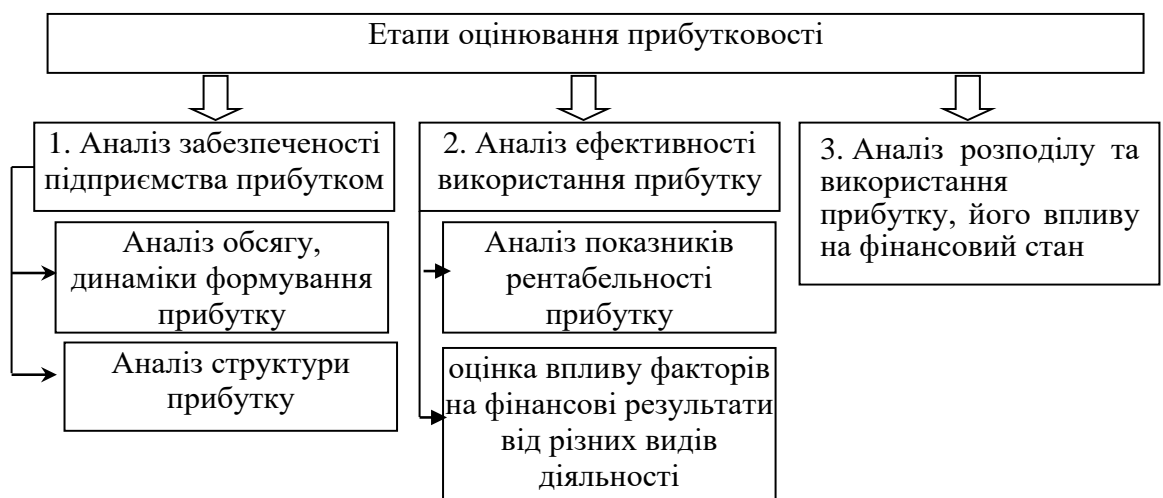 Етапи оцінювання прибутковості
1. Аналіз забезпеченості
підприємства прибутком
Аналіз обсягу,
динаміки формування
прибутку
Аналіз структури
прибутку
2. Аналіз ефективності
використання прибутку
Аналіз показників
рентабельності
прибутку
оцінка впливу факторів
на фінансові результати
від різних видів
діяльності
3. Аналіз розподілу та
використання
прибутку, його впливу
на фінансовий стан